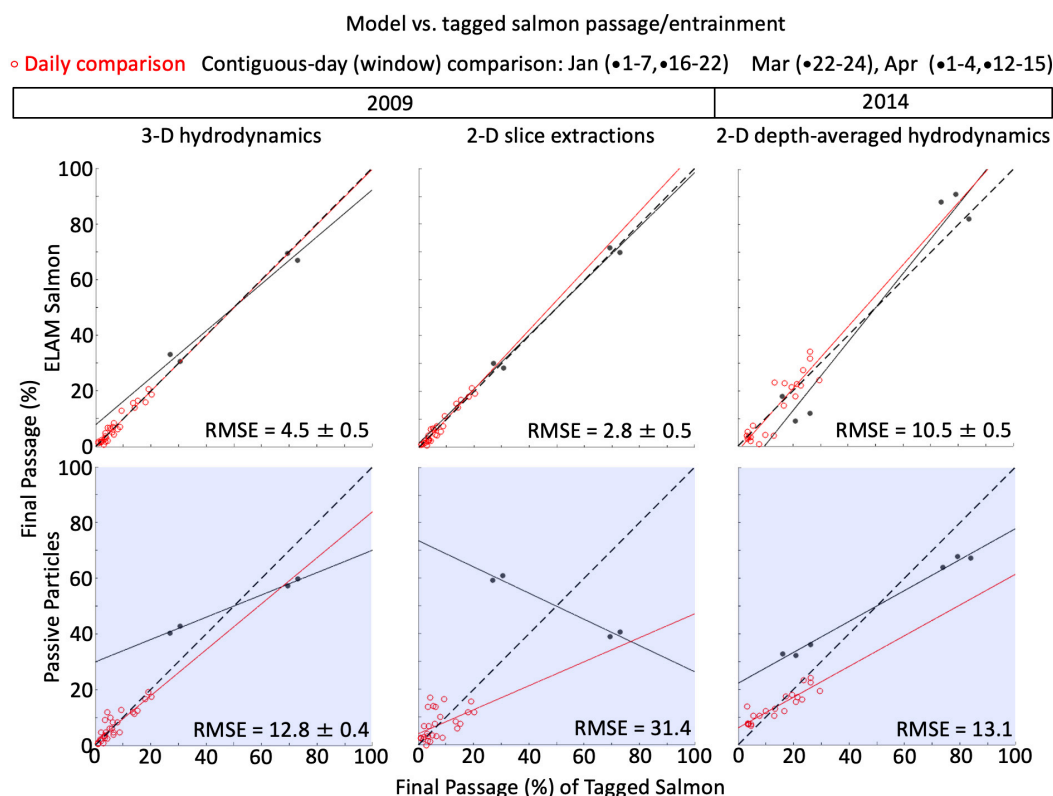 Model vs. tagged salmon passage/entrainment
○ Daily comparison Contiguous-day (window) comparison: Jan (•1-7,•16-22) Mar (•22-24), Apr (•1-4,•12-15)
2009 2014
3-D hydrodynamics 2-D slice extractions 2-D depth-averaged hydrodynamics
Final Passage (%)
ELAM Salmon
100
80
60
40
20
0
RMSE = 4.5 ± 0.5 RMSE = 2.8 ± 0.5 RMSE = 10.5 ± 0.5
Passive Particles
100
80
60
40
20
0
RMSE = 12.8 ± 0.4 RMSE = 31.4 RMSE = 13.1
0 20 40 60 80 100 0 20 40 60 80 100 0 20 40 60 80 100
Final Passage (%) of Tagged Salmon